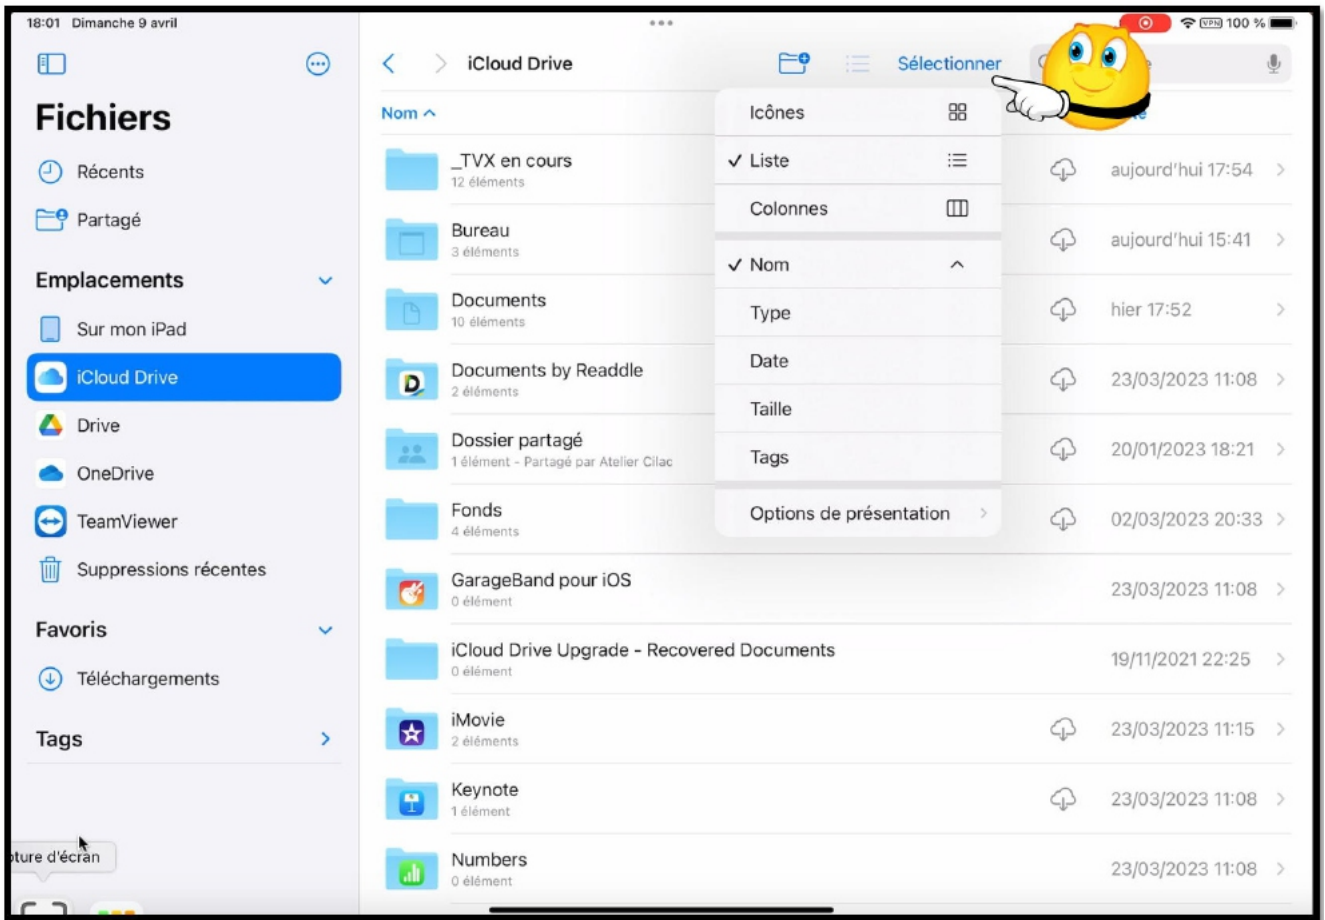 18:01 Dimanche 9 avril
VPN 100 %
Fichiers
Récents
Partagé
Emplacements
Sur mon iPad
iCloud Drive
Drive
OneDrive
TeamViewer
Suppressions récentes
Favoris
Téléchargements
Tags
ture d'écran
iCloud Drive
Sélectionner
Nom
_TVX en cours
12 éléments
aujourd'hui 17:54
Bureau
3 éléments
aujourd'hui 15:41
Documents
10 éléments
hier 17:52
Documents by Readdle
2 éléments
23/03/2023 11:08
Dossier partagé
1 élément - Partagé par Atelier Cilac
20/01/2023 18:21
Fonds
4 éléments
02/03/2023 20:33
GarageBand pour iOS
0 élément
23/03/2023 11:08
iCloud Drive Upgrade - Recovered Documents
0 élément
19/11/2021 22:25
iMovie
2 éléments
23/03/2023 11:15
Keynote
1 élément
23/03/2023 11:08
Numbers
0 élément
23/03/2023 11:08
Icônes
Liste
Colonnes
Nom
Type
Date
Taille
Tags
Options de présentation